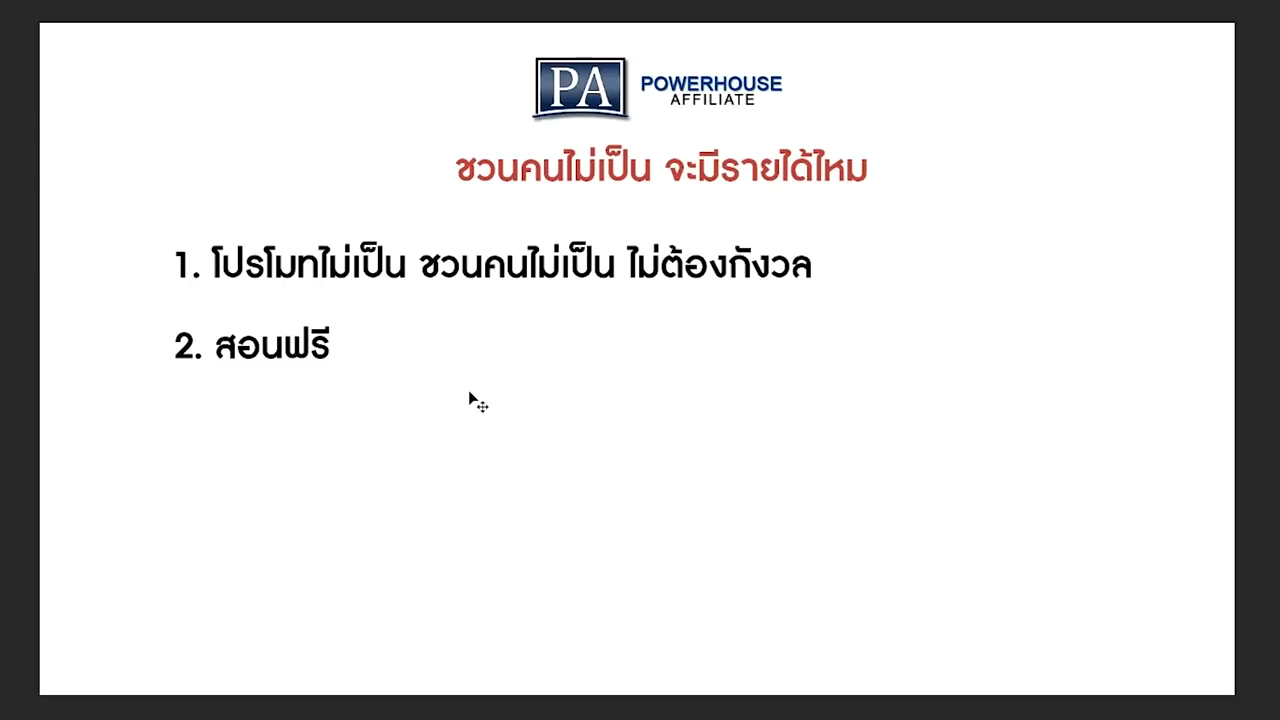 PA
POWERHOUSE
AFFILIATE
ชวนคนไม่เป็น จะมีรายได้ไหม
1. โปรโมทไม่เป็น ชวนคนไม่เป็น ไม่ต้องกังวล
2. สอนฟรี